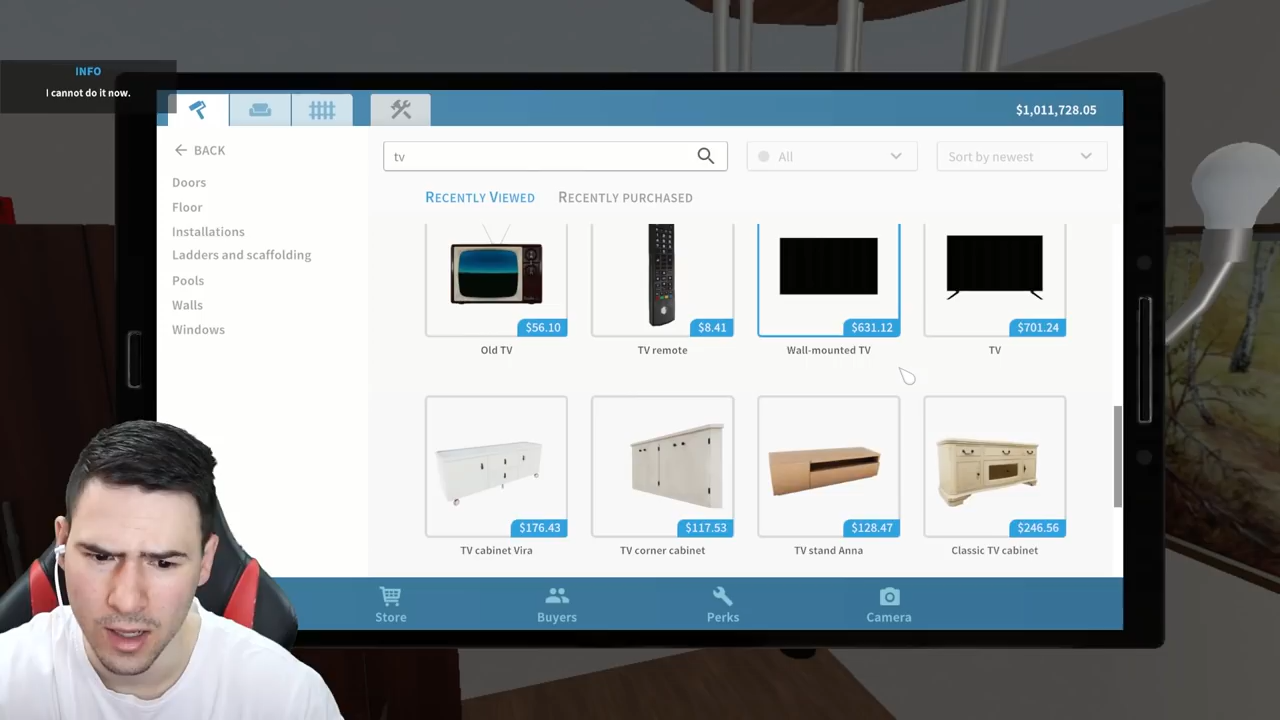 INFO
I cannot do it now.
$1,011,728.05
BACK
tv
All
Sort by newest
Doors
Floor
Installations
Ladders and scaffolding
Pools
Walls
Windows
RECENTLY VIEWED
RECENTLY PURCHASED
$56.10
$8.41
$631.12
$701.24
Old TV
TV remote
Wall-mounted TV
TV
$176.43
$117.53
$128.47
$246.56
TV cabinet Vira
TV corner cabinet
TV stand Anna
Classic TV cabinet
Store
Buyers
Perks
Camera